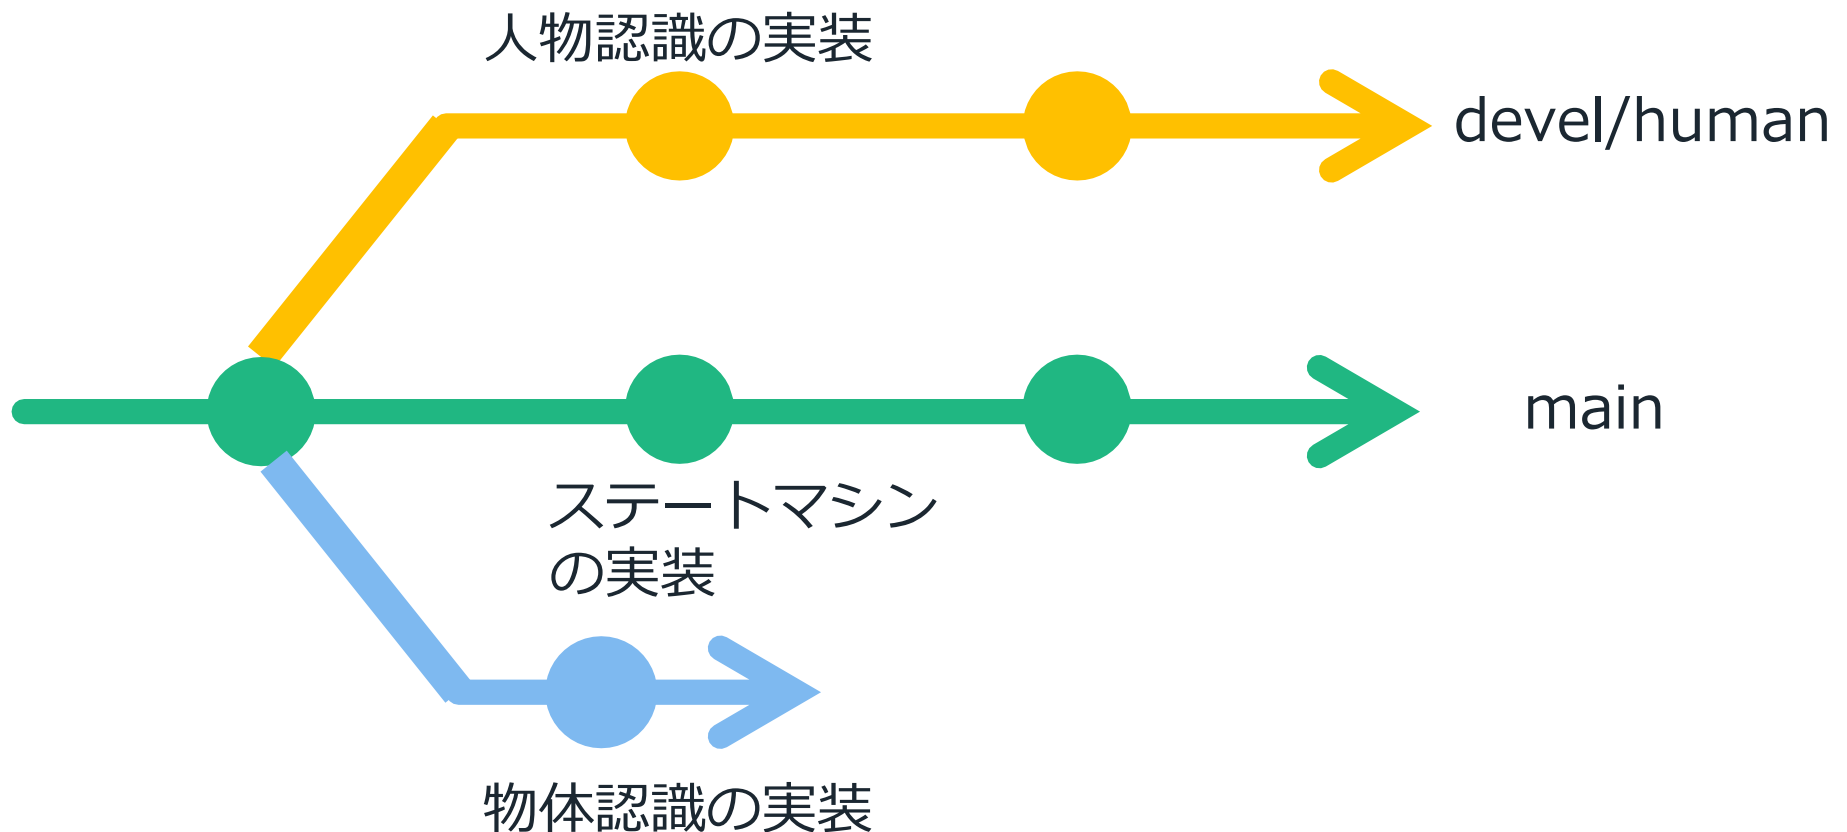 人物認識の実装
devel/human
main
ステートマシン
の実装
物体認識の実装